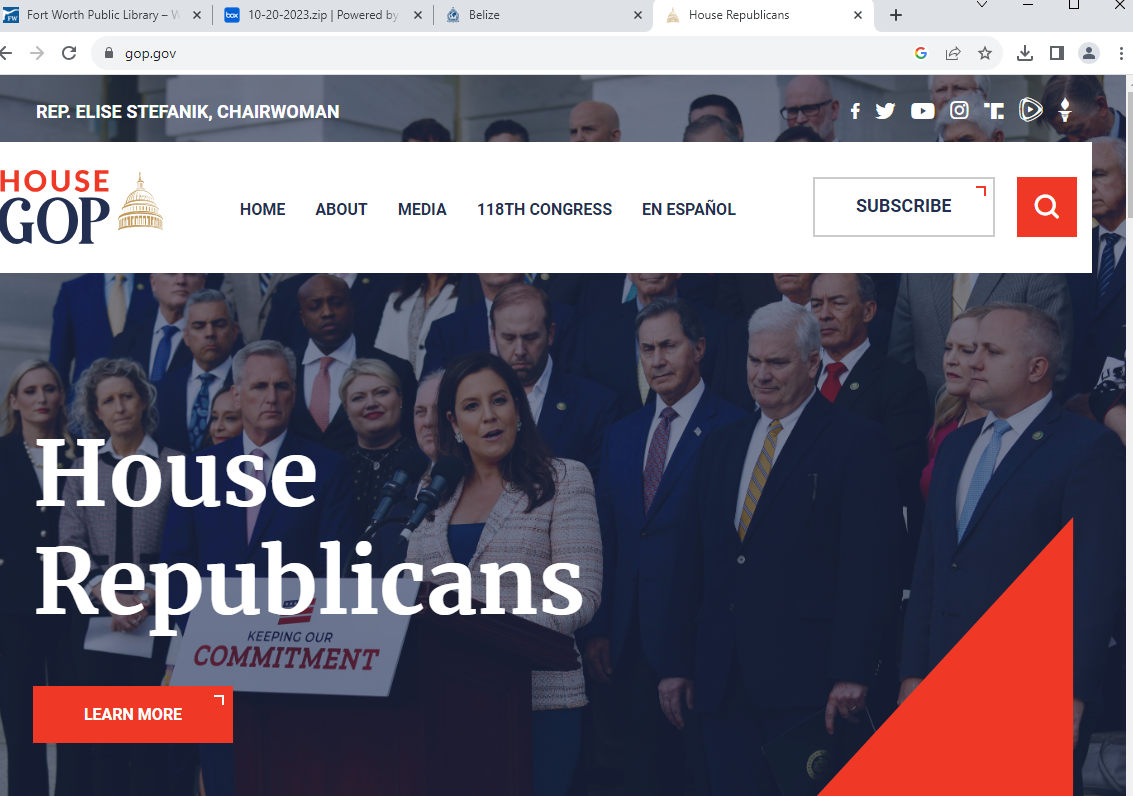 Fort Worth Public Library –
10-20-2023.zip | Powered by
Belize
House Republicans
gop.gov
REP. ELISE STEFANIK, CHAIRWOMAN
HOUSE
GOP
HOME
ABOUT
MEDIA
118TH CONGRESS
EN ESPAÑOL
SUBSCRIBE
House
Republicans
KEEPING OUR
COMMITMENT
LEARN MORE